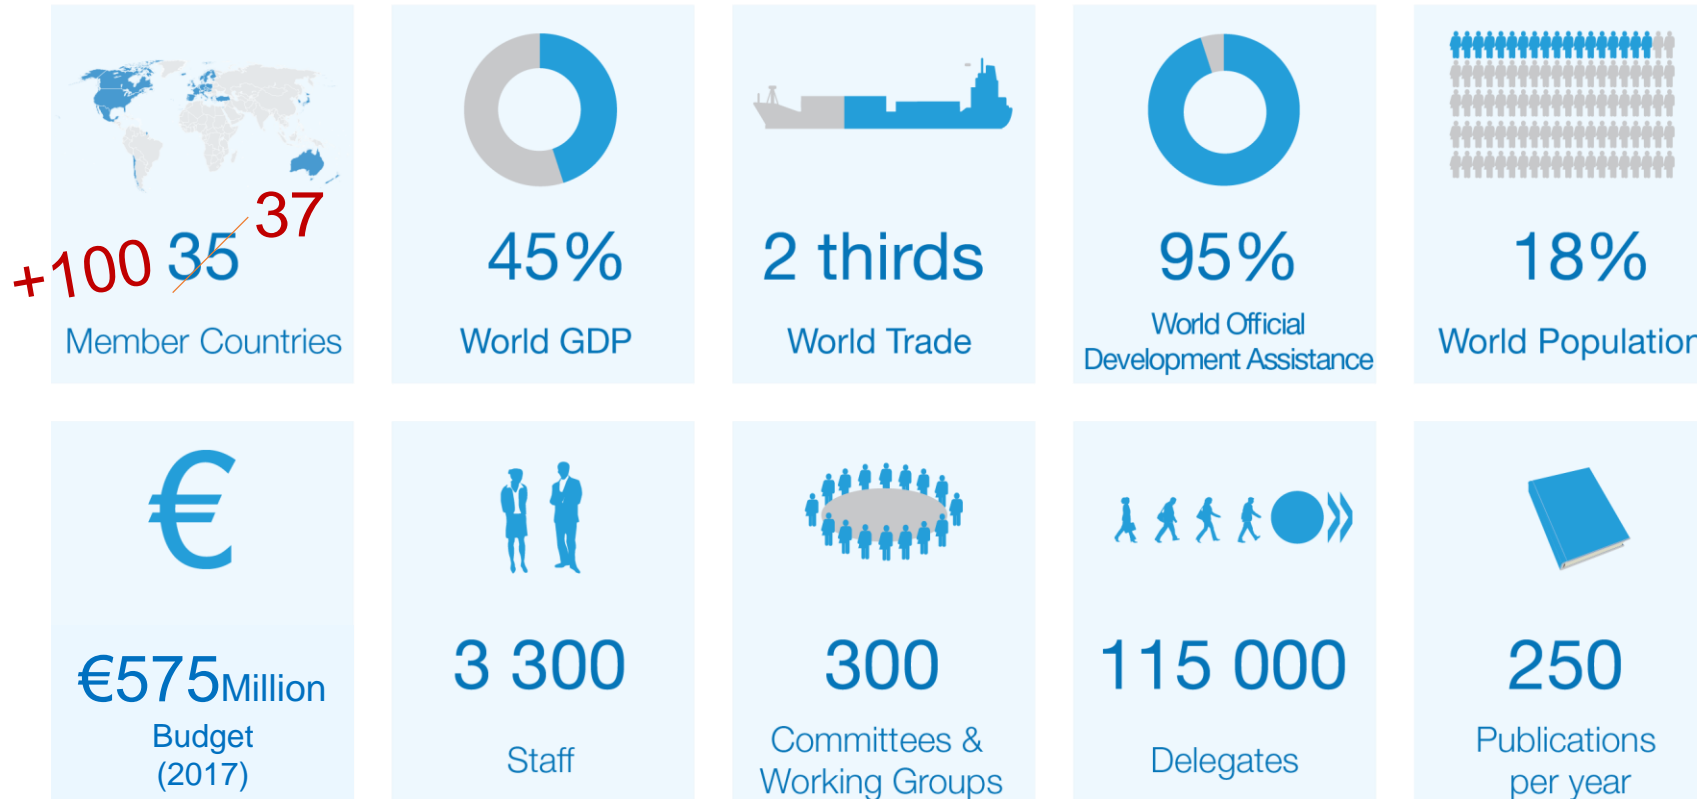 37
+100 35
Member Countries
45%
World GDP
2 thirds
World Trade
95%
World Official
Development Assistance
18%
World Population
€575Million
Budget
(2017)
3 300
Staff
300
Committees &
Working Groups
115 000
Delegates
250
Publications
per year